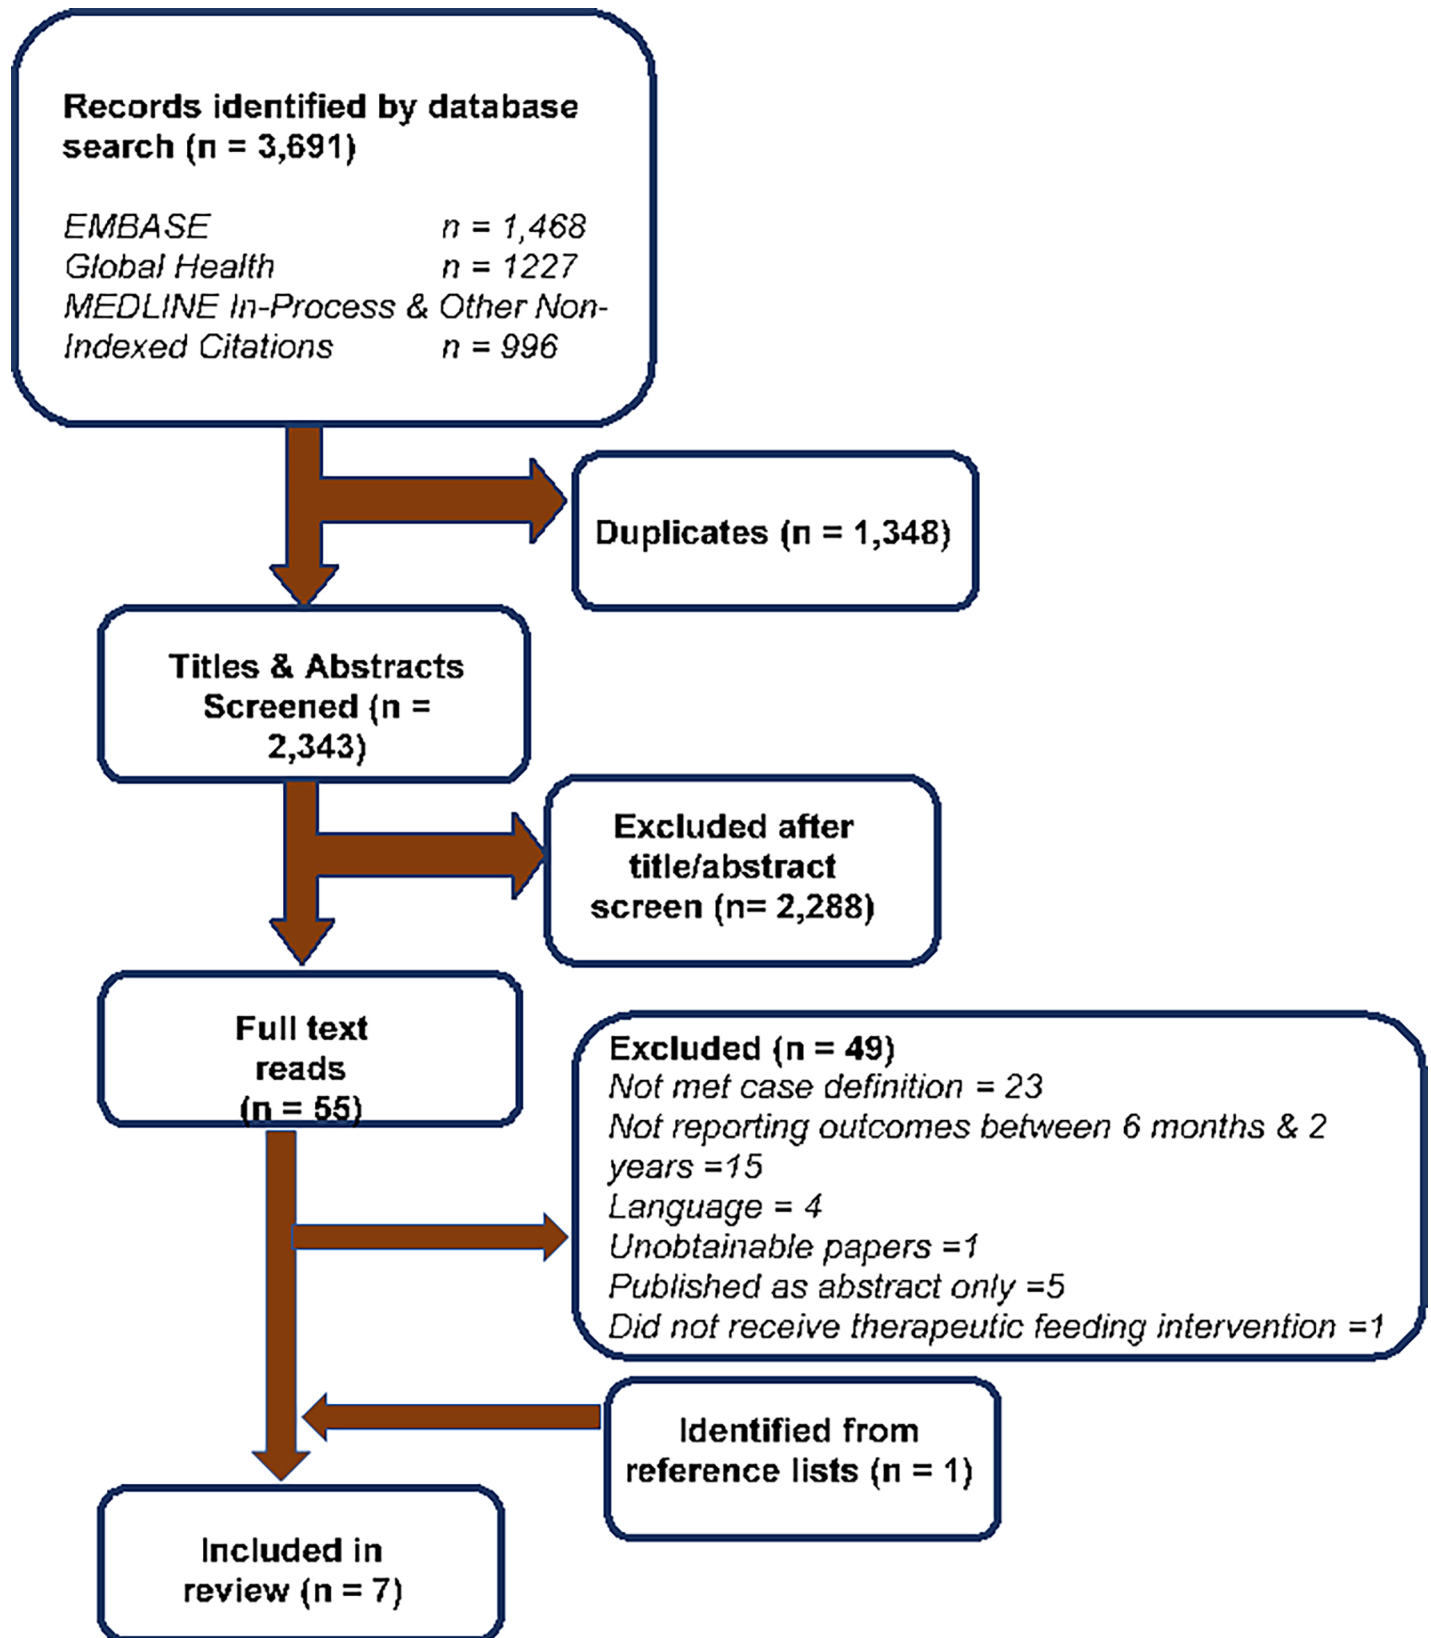 Records identified by database
search (n = 3,691)
EMBASE n = 1,468
Global Health n = 1227
MEDLINE In-Process & Other Non-
Indexed Citations n = 996
Duplicates (n = 1,348)
Titles & Abstracts
Screened (n =
2,343)
Excluded after
title/abstract
screen (n= 2,288)
Full text
reads
(n = 55)
Excluded (n = 49)
Not met case definition = 23
Not reporting outcomes between 6 months & 2
years =15
Language = 4
Unobtainable papers =1
Published as abstract only =5
Did not receive therapeutic feeding intervention =1
Identified from
reference lists (n = 1)
Included in
review (n = 7)